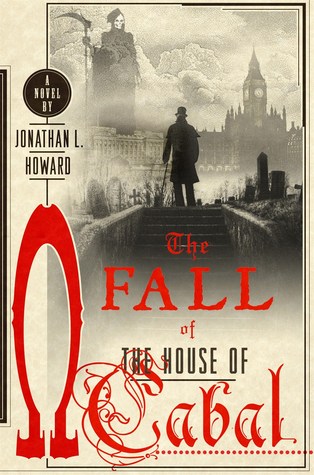 A
NOVEL
BY
JONATHAN L.
HOWARD
The
FALL
of
THE HOUSE OF
Cabal